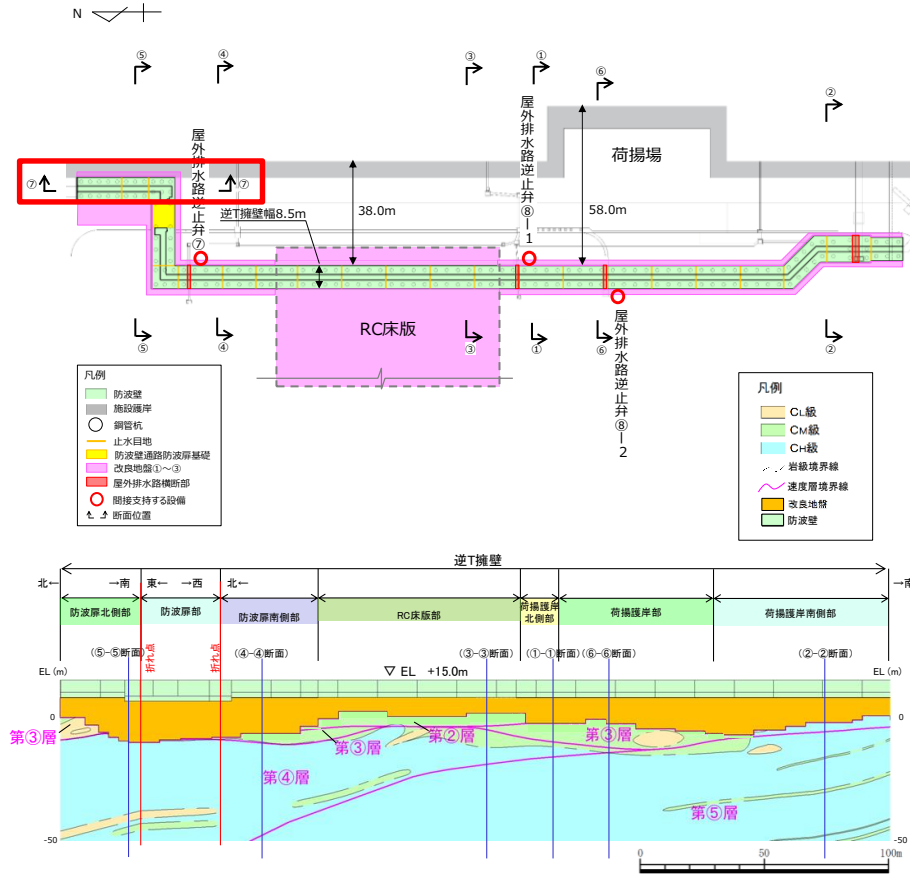 N
⑤
④
③
①
⑥
②
屋外排水路逆止弁⑦
屋外排水路逆止弁⑧-1
荷揚場
⑦
⑦
38.0m
58.0m
逆T擁壁幅8.5m
RC床版
屋外排水路逆止弁⑧-2
⑤
④
③
①
⑥
②
凡例
防波壁
施設護岸
鋼管杭
止水目地
防波壁通路防波扉基礎
改良地盤①～③
屋外排水路横断部
間接支持する設備
断面位置
凡例
CL級
CM級
CH級
岩級境界線
速度層境界線
改良地盤
防波壁
逆T擁壁
北←
→南
東←
→西
北←
→南
防波扉北側部
防波扉部
防波扉南側部
RC床版部
荷揚護岸北側部
荷揚護岸部
荷揚護岸南側部
(⑤-⑤断面)
折れ点
折れ点
(④-④断面)
(③-③断面)
(①-①断面)
(⑥-⑥断面)
(②-②断面)
EL (m)
▽ EL +15.0m
EL (m)
0
0
第③層
第③層
第②層
第③層
第④層
第⑤層
-50
-50
0
50
100m